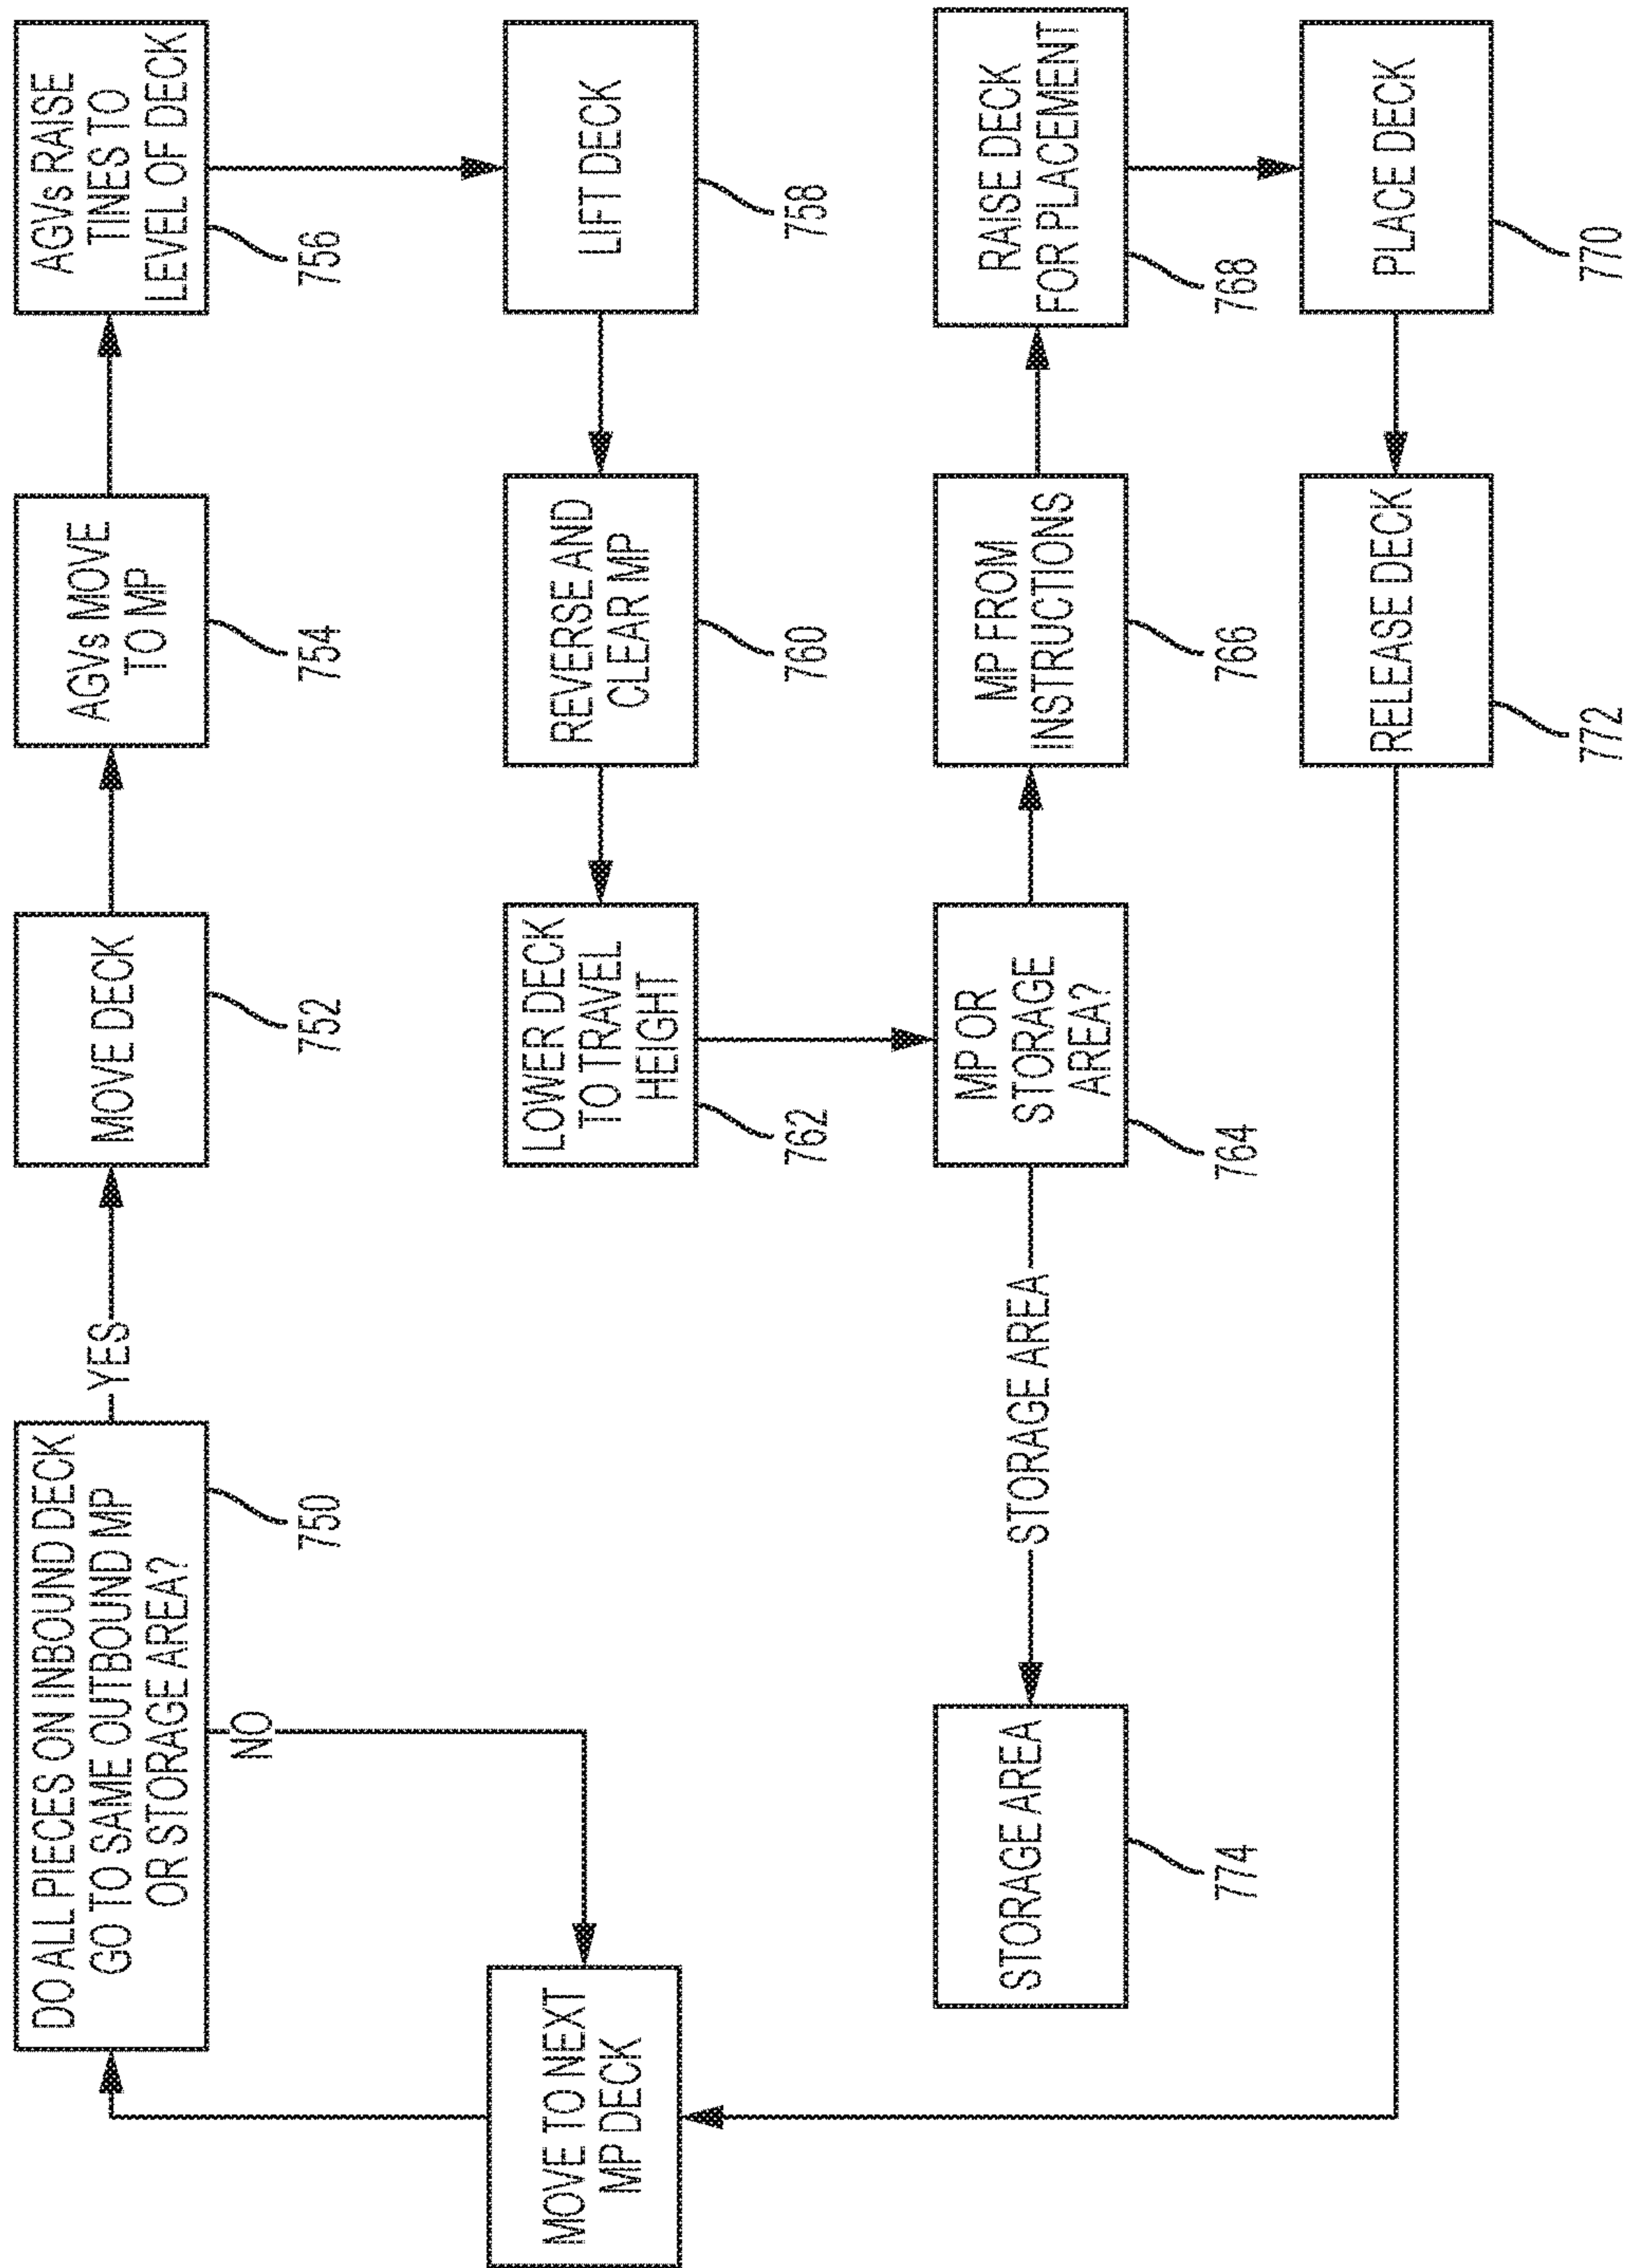 DO ALL PIECES ON INBOUND DECK
GO TO SAME OUTBOUND MP
OR STORAGE AREA?
750
YES
NO
MOVE DECK
752
AGVs MOVE
TO MP
754
AGVs RAISE
TINES TO
LEVEL OF DECK
756
MOVE TO NEXT
MP DECK
LOWER DECK
TO TRAVEL
HEIGHT
762
REVERSE AND
CLEAR MP
760
LIFT DECK
758
STORAGE AREA
774
STORAGE AREA
MP OR
STORAGE
AREA?
764
MP FROM
INSTRUCTIONS
766
RAISE DECK
FOR PLACEMENT
768
RELEASE DECK
772
PLACE DECK
770